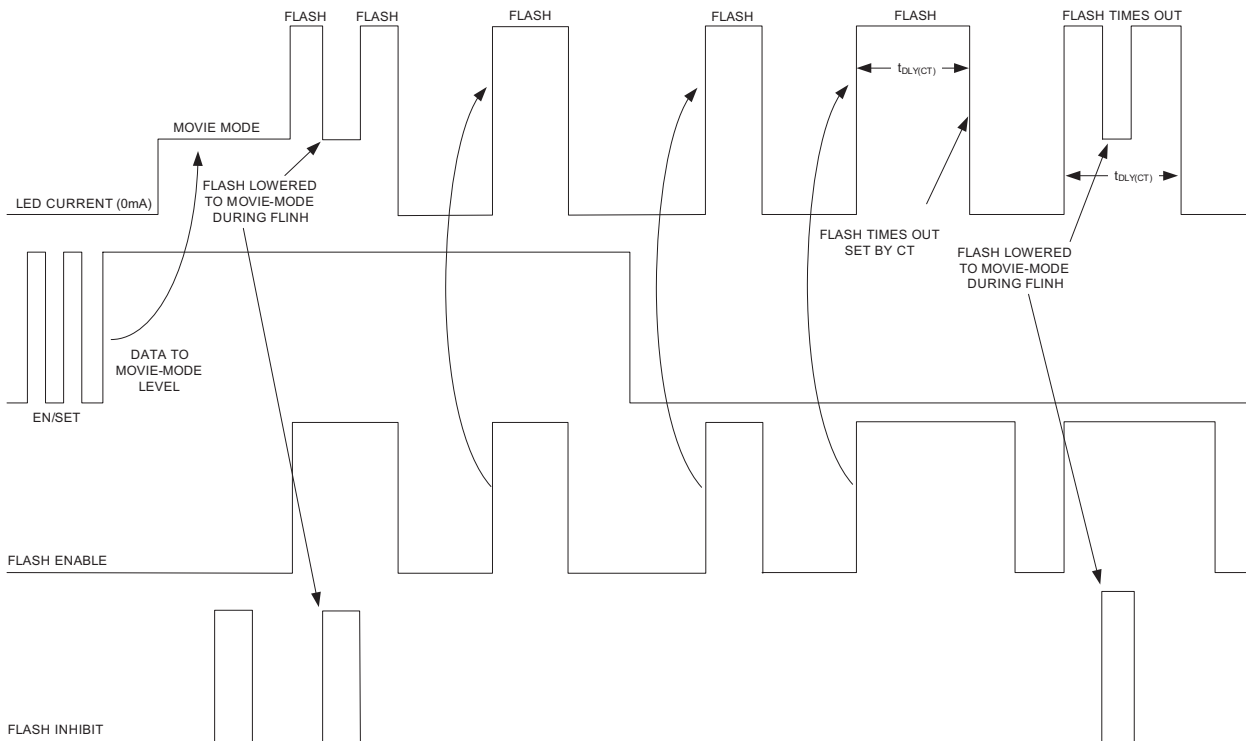 FLASH
FLASH
FLASH
FLASH
FLASH
FLASH TIMES OUT
tDLY(CT)
MOVIE MODE
FLASH LOWERED
TO MOVIE-MODE
DURING FLINH
tDLY(CT)
LED CURRENT (0mA)
FLASH TIMES OUT
SET BY CT
FLASH LOWERED
TO MOVIE-MODE
DURING FLINH
DATA TO
MOVIE-MODE
LEVEL
EN/SET
FLASH ENABLE
FLASH INHIBIT